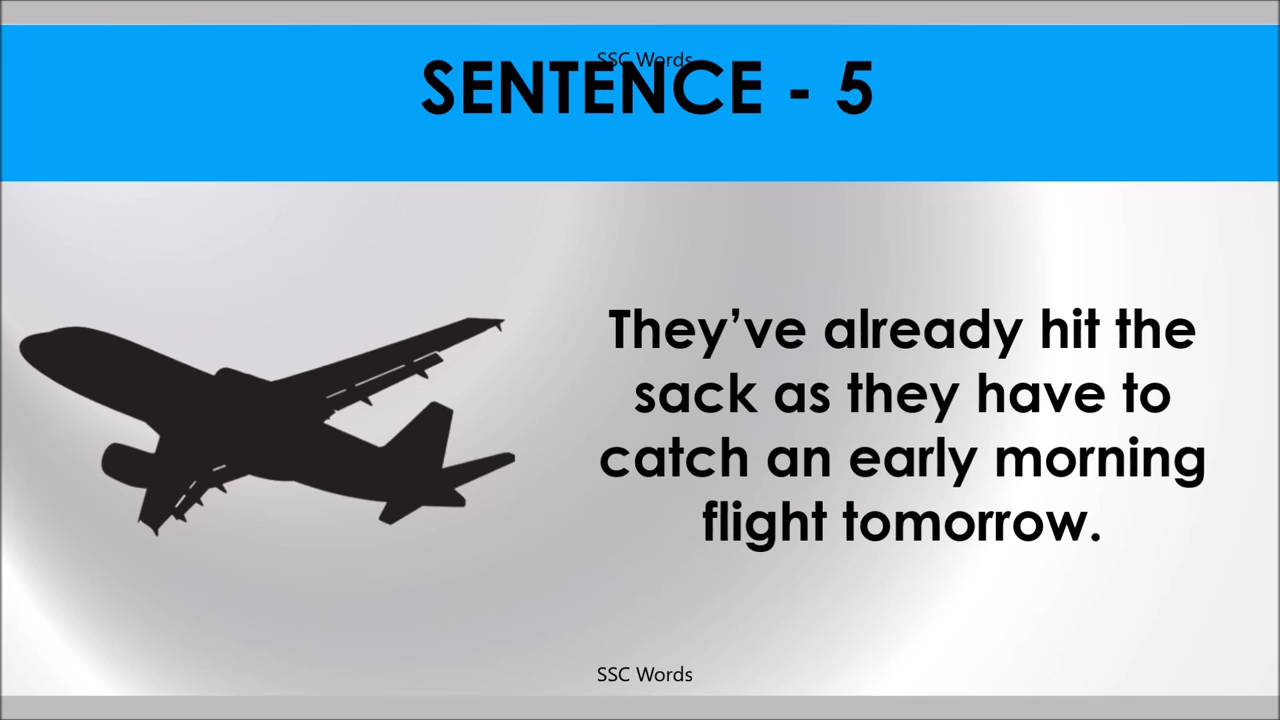 SSC Words
SENTENCE - 5
They’ve already hit the
sack as they have to
catch an early morning
flight tomorrow.
SSC Words